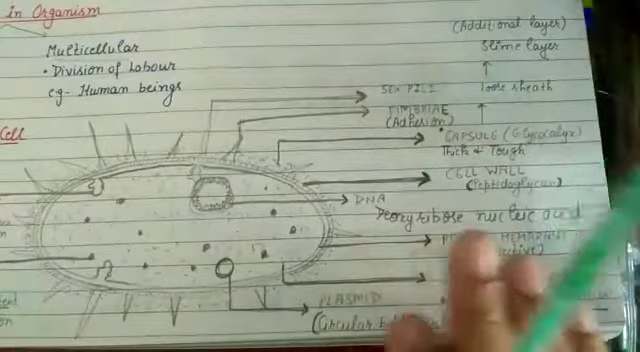 in Organism
Multicellular
• Division of Labour
eg- Human beings
(Additional layer)
Slime layer
loose sheath
SEX PILI
FIMBRIAE
(Adhesion)
CAPSULE (Glycocalyx)
Thick & Tough
Cell
CELL WALL
(Peptidoglycan)
DNA
Deoxyribose nucleic acid
PLASMID
(Circular